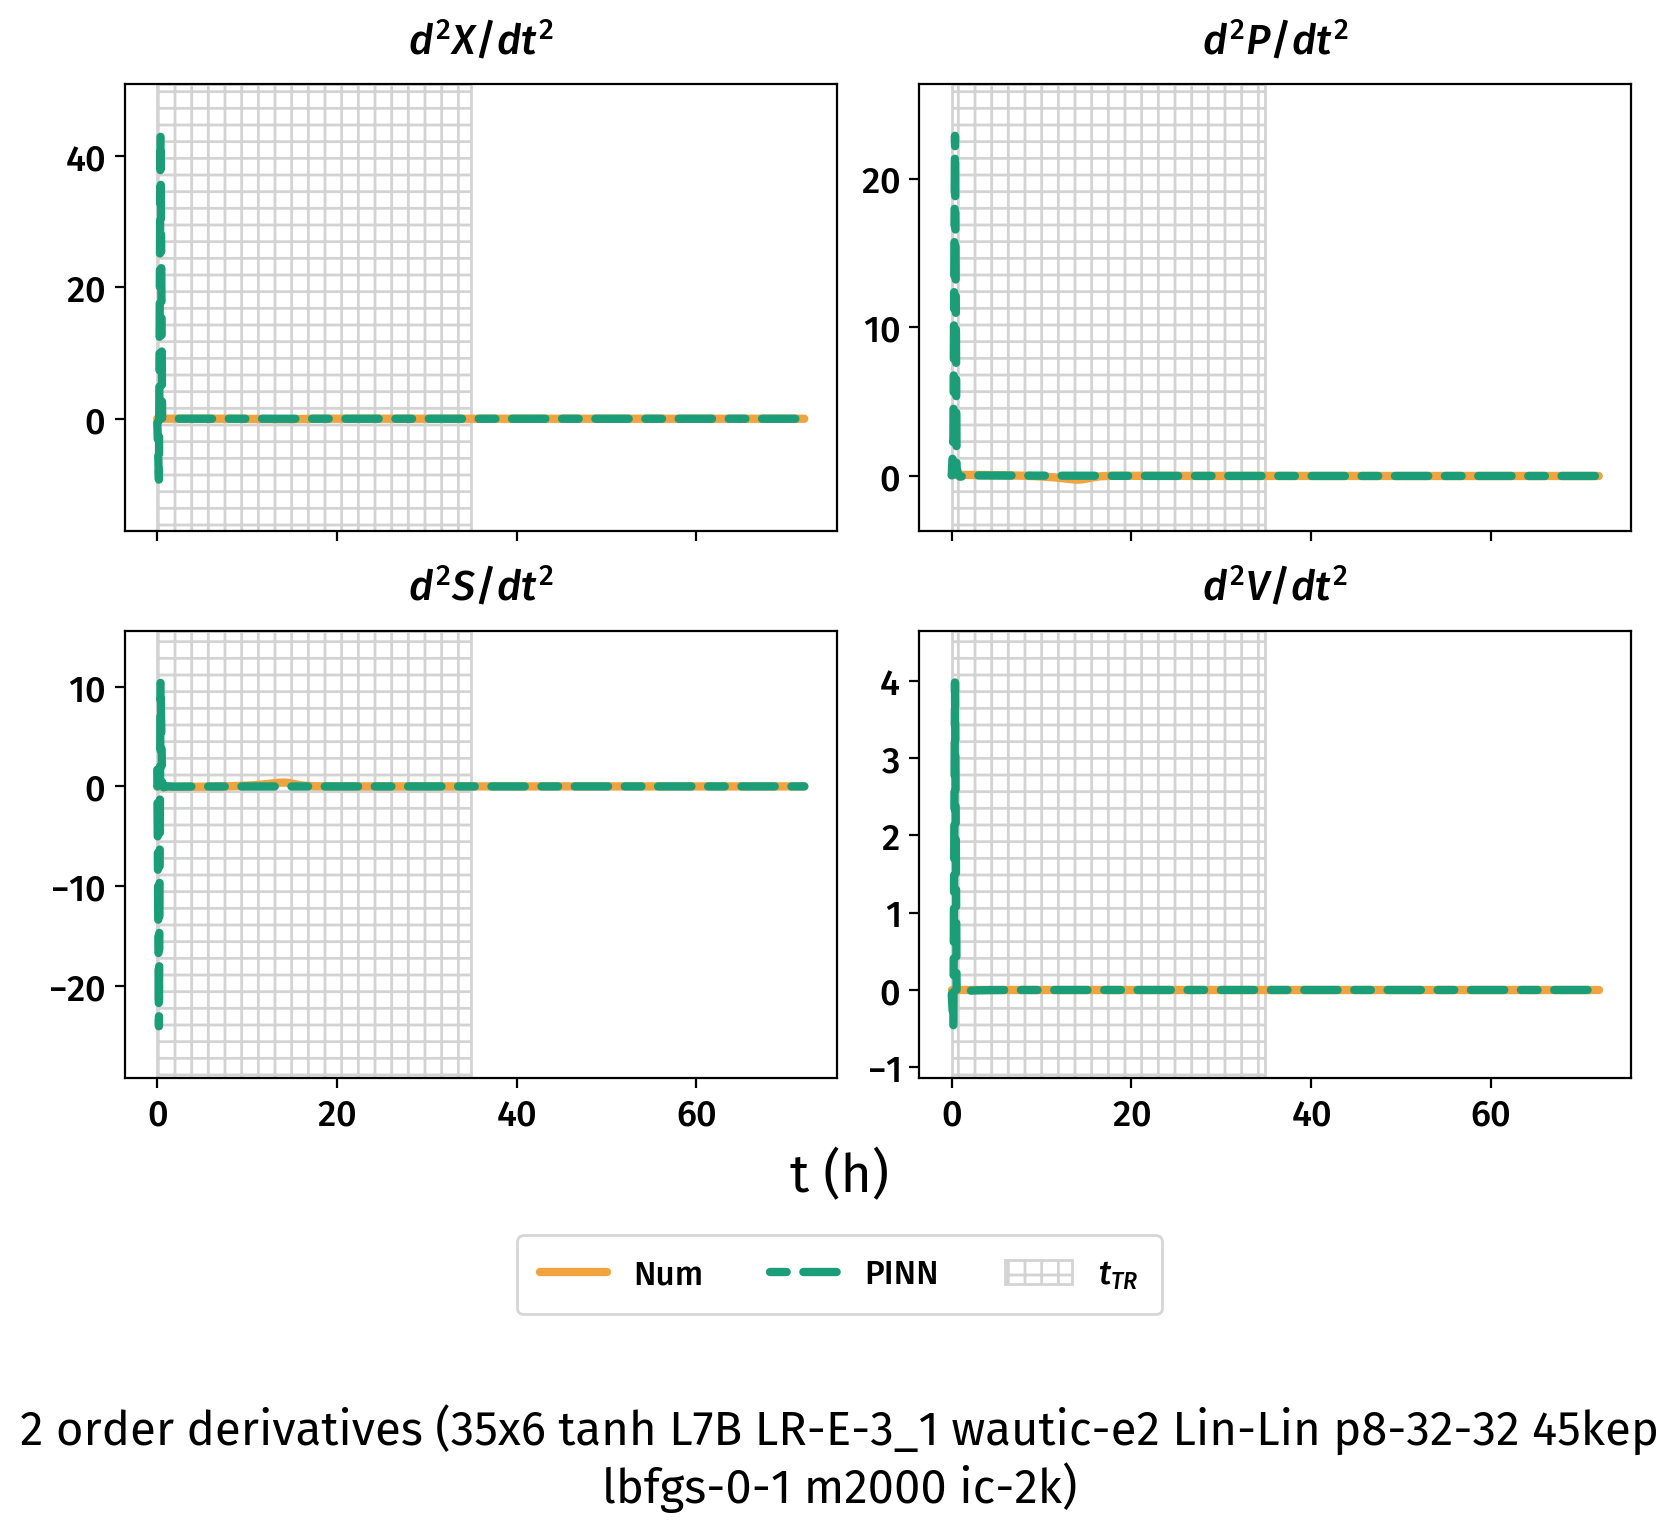 d²X/dt²
d²P/dt²
40
20
0
20
10
0
d²S/dt²
d²V/dt²
10
0
−10
−20
0
20
40
60
4
3
2
1
0
−1
0
20
40
60
t (h)
Num
PINN
t_TR
2 order derivatives (35x6 tanh L7B LR-E-3_1 wautic-e2 Lin-Lin p8-32-32 45kep
lbfgs-0-1 m2000 ic-2k)